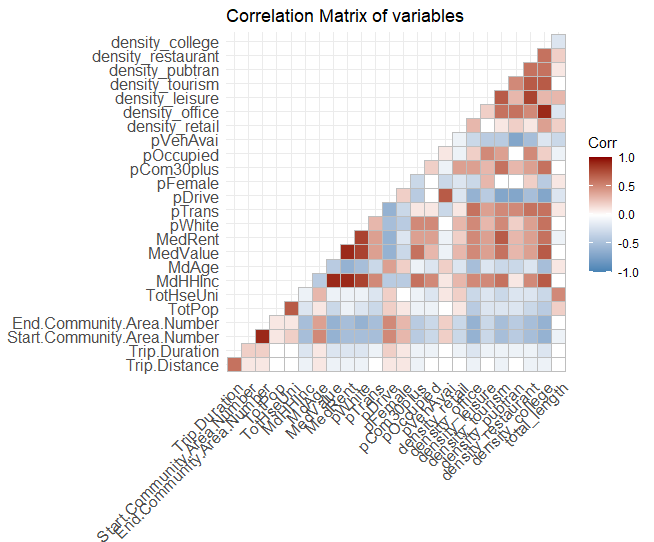 Correlation Matrix of variables
density_college
density_restaurant
density_pubtran
density_tourism
density_leisure
density_office
density_retail
pVehAvai
pOccupied
pCom30plus
pFemale
pDrive
pTrans
pWhite
MedRent
MedValue
MdAge
MdHHInc
TotHseUni
TotPop
End.Community.Area.Number
Start.Community.Area.Number
Trip.Duration
Trip.Distance
Trip.Duration
Start.Community.Area.Number
End.Community.Area.Number
TotPop
TotHseUni
MdHHInc
MdAge
MedValue
MedRent
pWhite
pTrans
pDrive
pFemale
pCom30plus
pOccupied
pVehAvai
density_retail
density_office
density_leisure
density_tourism
density_pubtran
density_restaurant
density_college
total_length
Corr
1.0
0.5
0.0
-0.5
-1.0